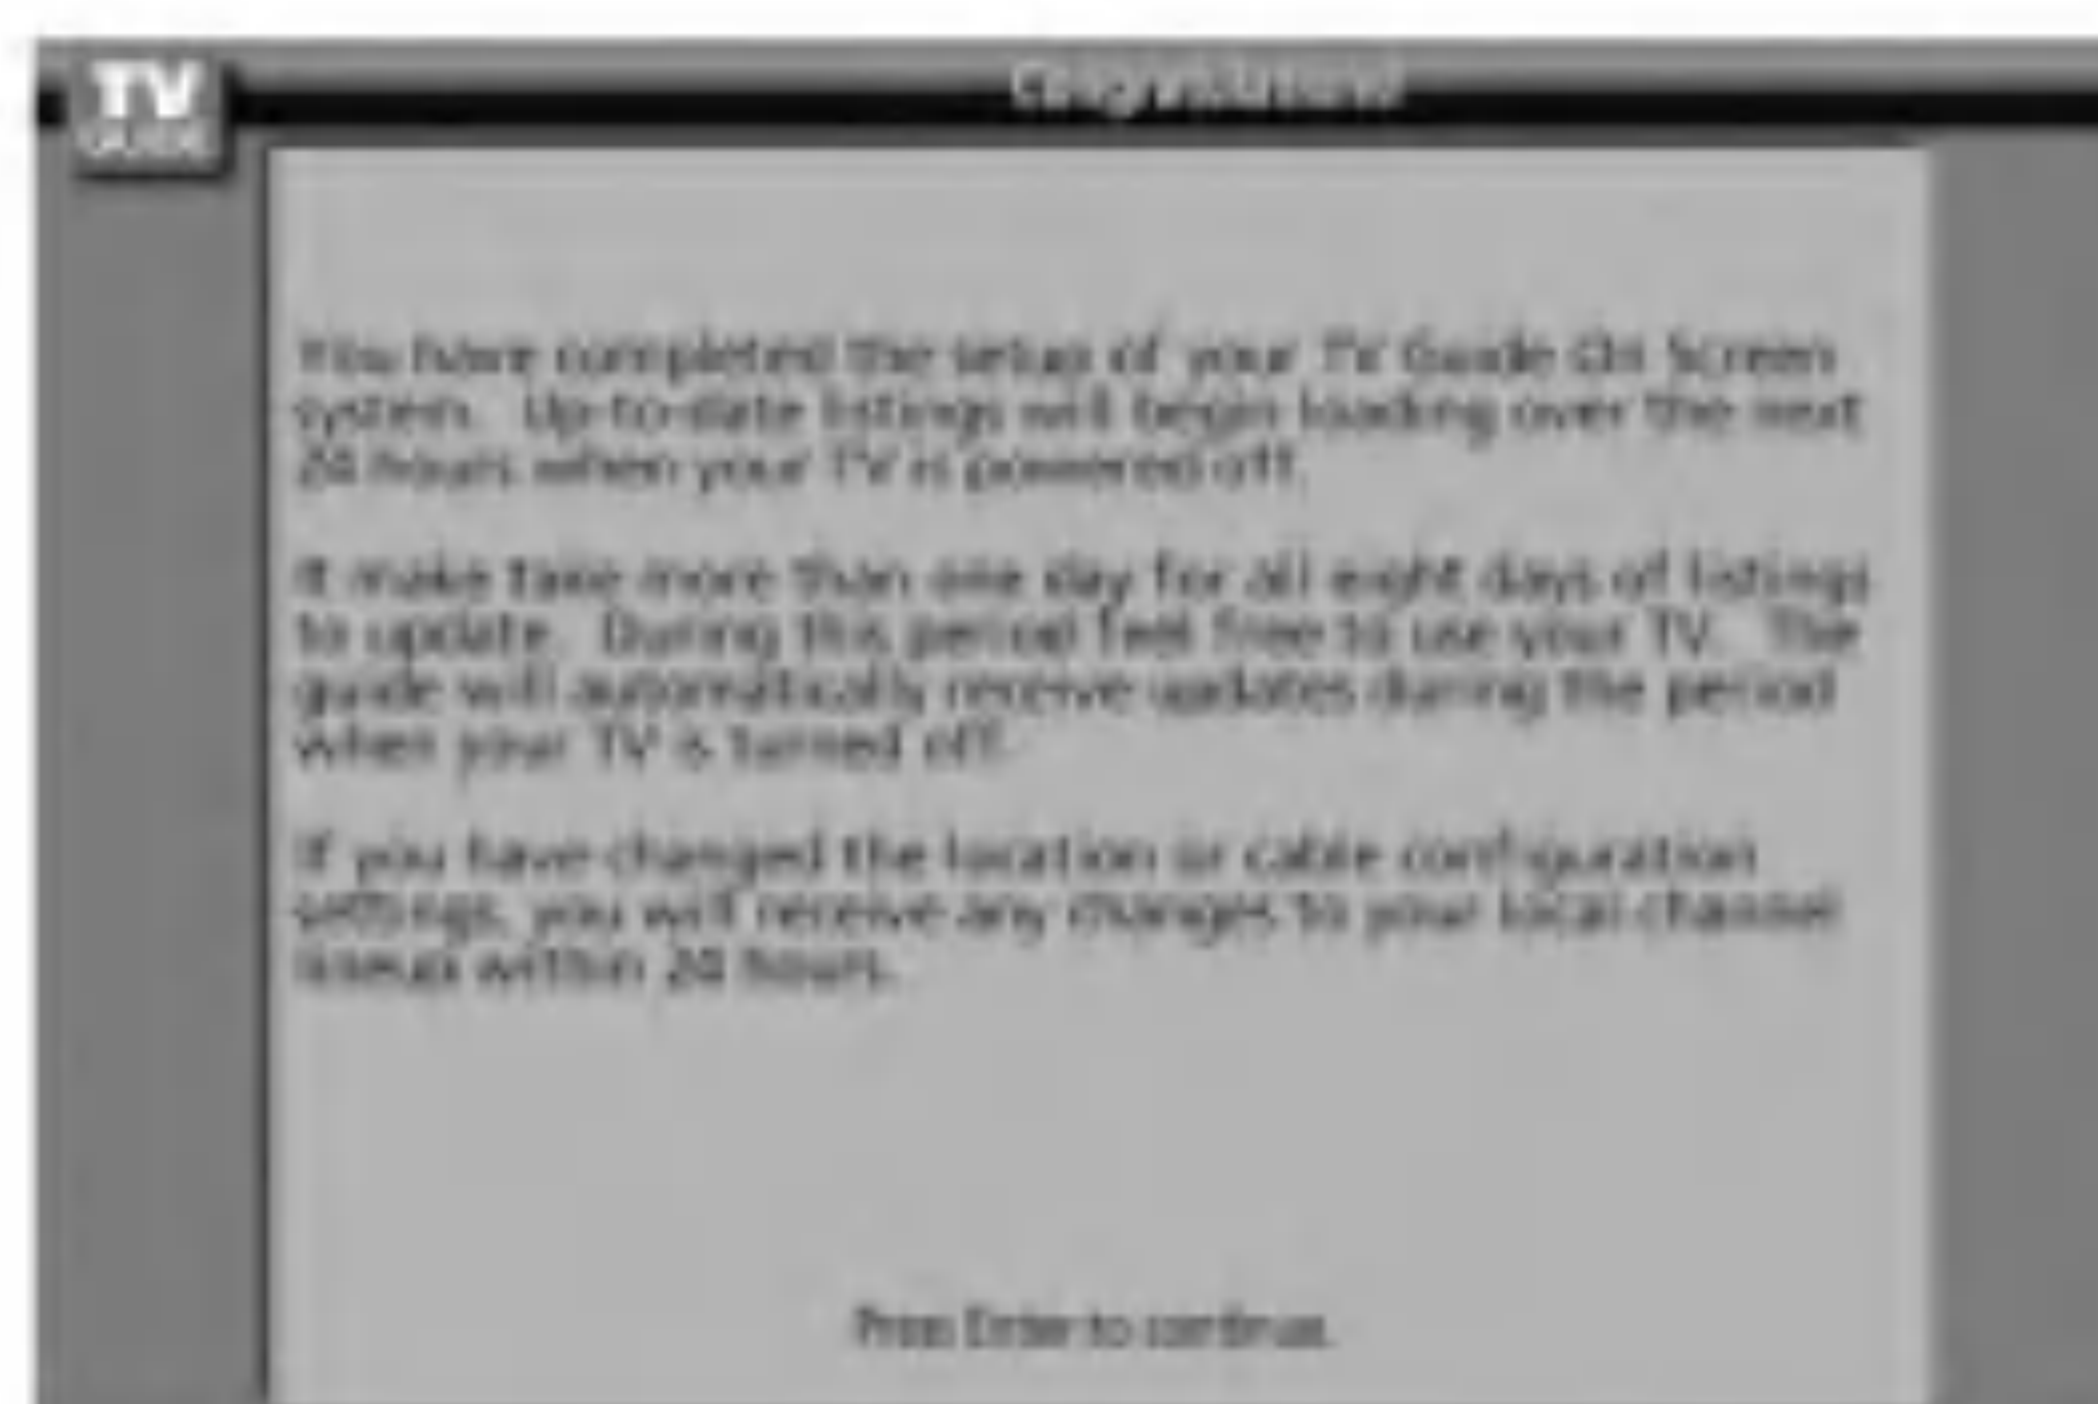 TV
GUIDE
Congratulations!
You have completed the setup of your TV Guide On Screen
system. Up-to-date listings will begin loading over the next
24 hours when your TV is powered off.
It make take more than one day for all eight days of listings
to update. During this period feel free to use your TV. The
guide will automatically receive updates during the period
when your TV is turned off.
If you have changed the location or cable configuration
settings, you will receive any changes to your local channel
lineup within 24 hours.
Press Enter to continue.